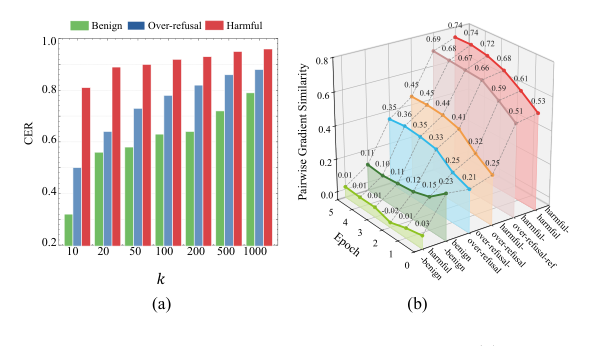 Benign Over-refusal Harmful
1.0
0.8
0.6
0.4
0.2
CER
10 20 50 100 200 500 1000
k
(a)
Pairwise Gradient Similarity
0.8
0.6
0.4
0.2
0.0
5
4
3
2
1
0
Epoch
0.74 0.74 0.72 0.68 0.61 0.53
0.69 0.68 0.67 0.66 0.59 0.51
0.45 0.45 0.44 0.41 0.32 0.25
0.35 0.36 0.35 0.33 0.25 0.21
0.11 0.10 0.11 0.12 0.15 0.23
0.01 0.01 0.01 -0.02 0.01 0.03
harmful
-benign
benign
-benign
over-refusal-
over-refusal
harmful-
over-refusal
harmful-
over-refusal-ref
harmful-
harmful
(b)